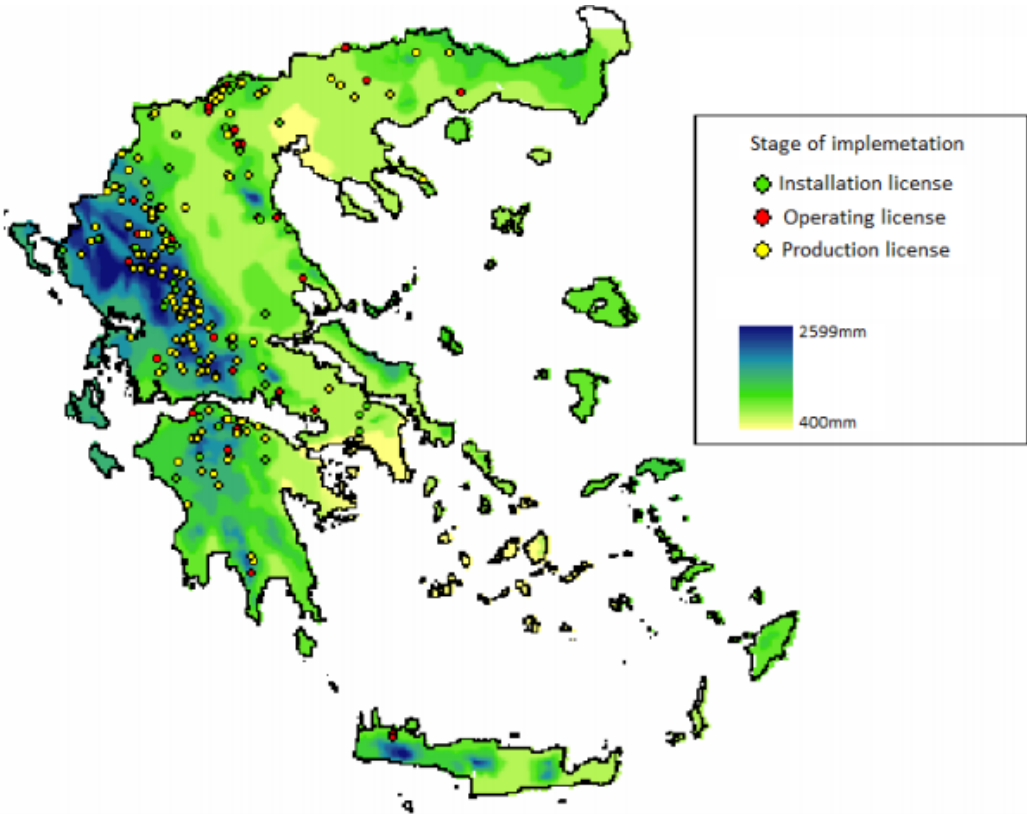 Stage of implemetation
Installation license
Operating license
Production license
2599mm
400mm